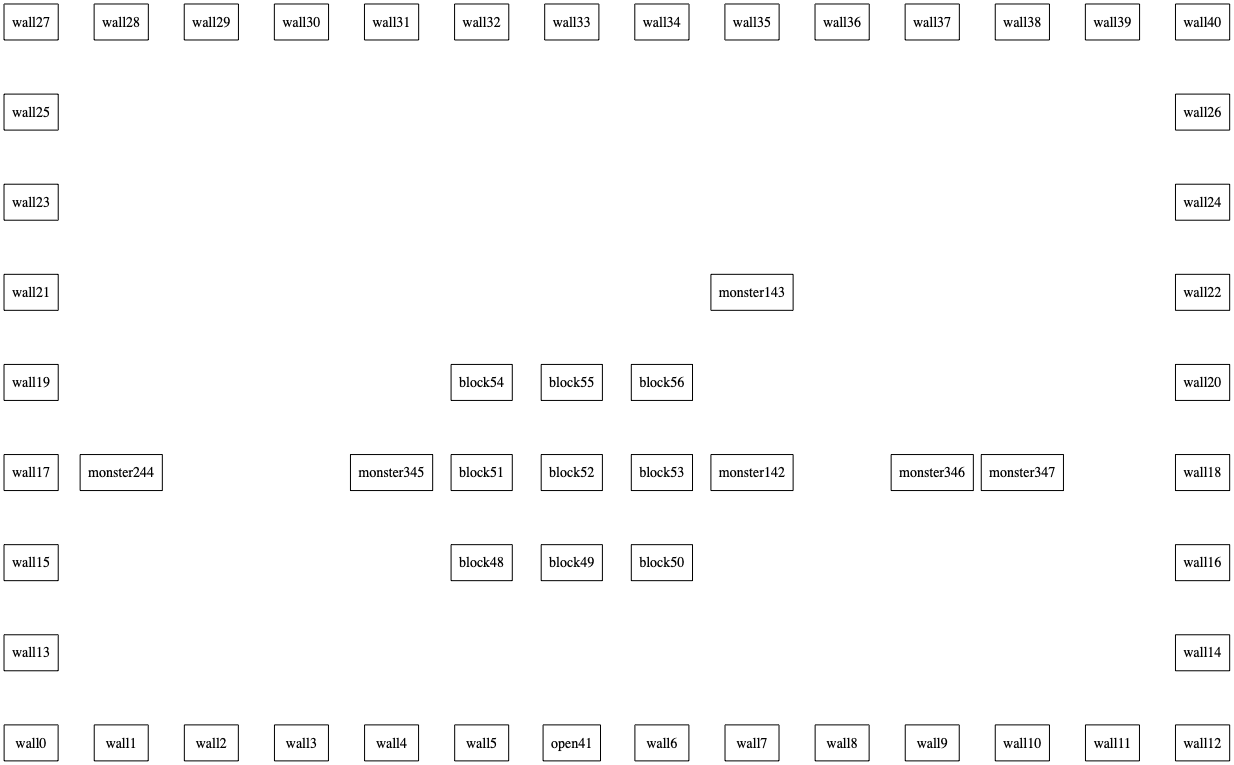 wall27 wall28 wall29 wall30 wall31 wall32 wall33 wall34 wall35 wall36 wall37 wall38 wall39 wall40
wall25 wall26
wall23 wall24
wall21 monster143 wall22
wall19 block54 block55 block56 wall20
wall17 monster244 monster345 block51 block52 block53 monster142 monster346 monster347 wall18
wall15 block48 block49 block50 wall16
wall13 wall14
wall0 wall1 wall2 wall3 wall4 wall5 open41 wall6 wall7 wall8 wall9 wall10 wall11 wall12